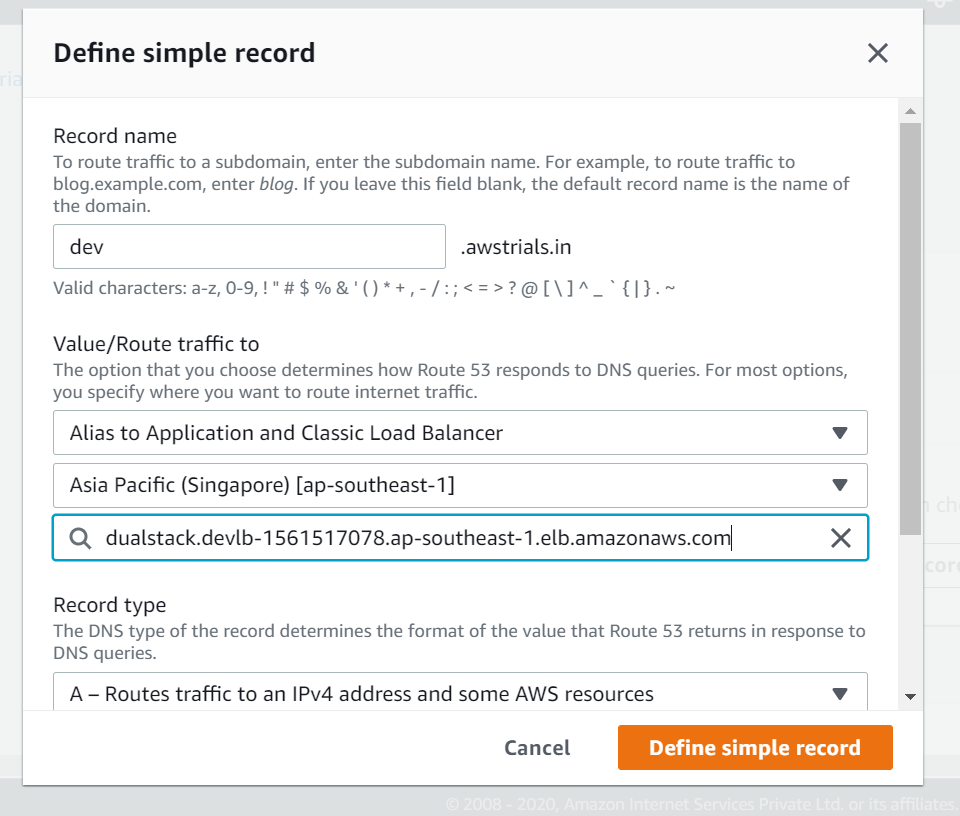 Define simple record
ria
Record name
To route traffic to a subdomain, enter the subdomain name. For example, to route traffic to
blog.example.com, enter blog. If you leave this field blank, the default record name is the name of
the domain.
dev .awstrials.in
Valid characters: a-z, 0-9, ! " # $ % & ' ( ) * + , - / : ; < = > ? @ [ \ ] ^ _ ` { | } . ~
Value/Route traffic to
The option that you choose determines how Route 53 responds to DNS queries. For most options,
you specify where you want to route internet traffic.
Alias to Application and Classic Load Balancer
Asia Pacific (Singapore) [ap-southeast-1]
dualstack.devlb-1561517078.ap-southeast-1.elb.amazonaws.com
Record type
The DNS type of the record determines the format of the value that Route 53 returns in response to
DNS queries.
A – Routes traffic to an IPv4 address and some AWS resources
Cancel Define simple record
© 2008 - 2020, Amazon Internet Services Private Ltd. or its affiliates.